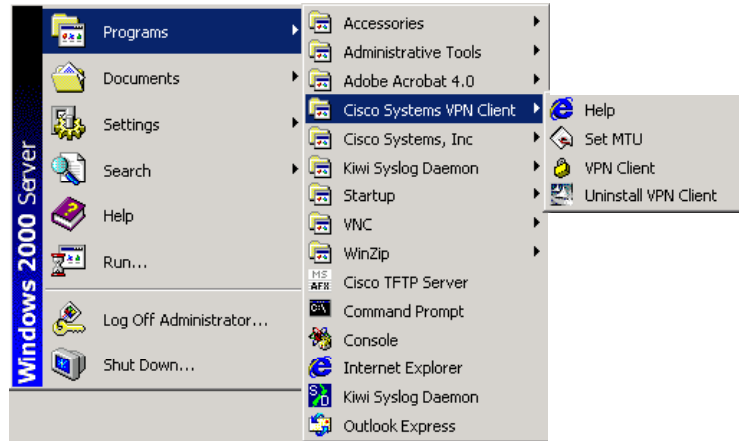 Windows 2000 Server
Programs
Documents
Settings
Search
Help
Run...
Log Off Administrator...
Shut Down...
Accessories
Administrative Tools
Adobe Acrobat 4.0
Cisco Systems VPN Client
Cisco Systems, Inc
Kiwi Syslog Daemon
Startup
VNC
WinZip
MS AFX Cisco TFTP Server
C:\ Command Prompt
Console
Internet Explorer
Kiwi Syslog Daemon
Outlook Express
Help
Set MTU
VPN Client
Uninstall VPN Client